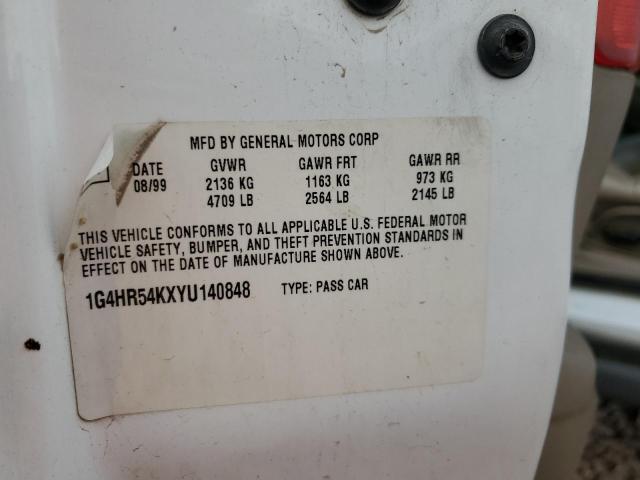 MFD BY GENERAL MOTORS CORP
DATE GVWR GAWR FRT GAWR RR
08/99 2136 KG 1163 KG 973 KG
4709 LB 2564 LB 2145 LB
THIS VEHICLE CONFORMS TO ALL APPLICABLE U.S. FEDERAL MOTOR
VEHICLE SAFETY, BUMPER, AND THEFT PREVENTION STANDARDS IN
EFFECT ON THE DATE OF MANUFACTURE SHOWN ABOVE.
1G4HR54KXYU140848 TYPE: PASS CAR